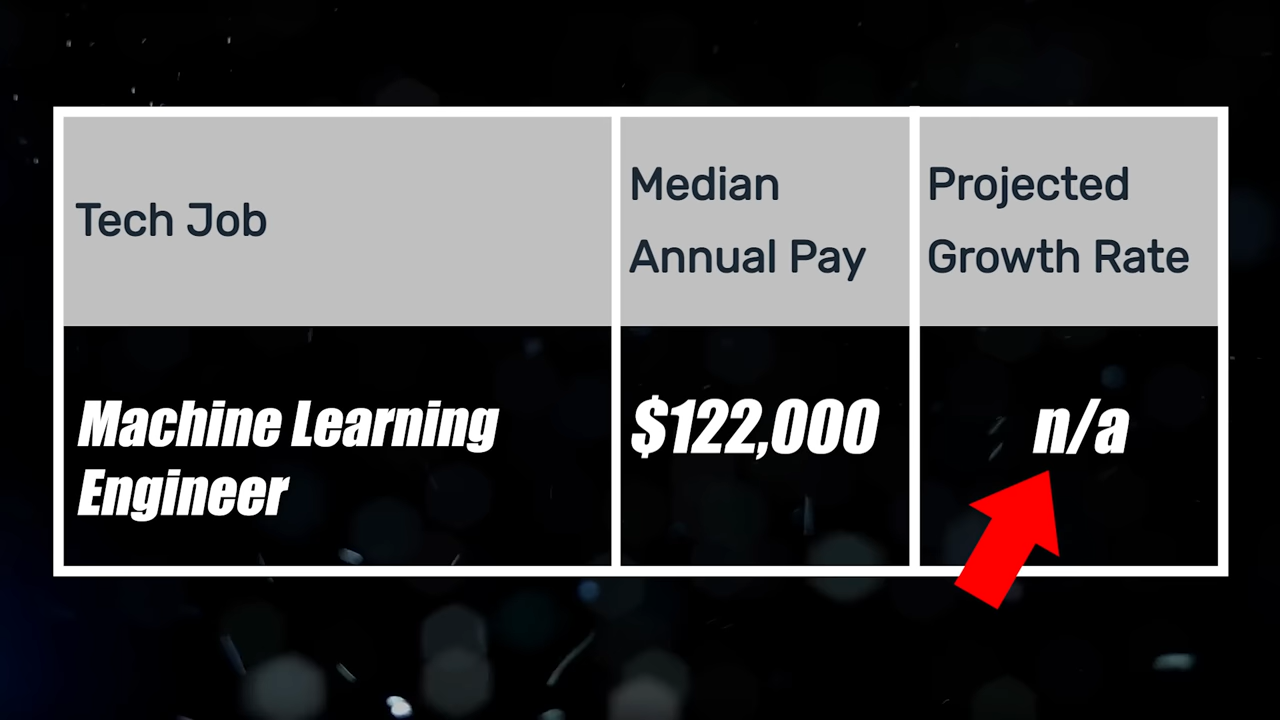 Tech Job
Median
Annual Pay
Projected
Growth Rate
Machine Learning
Engineer
$122,000
n/a